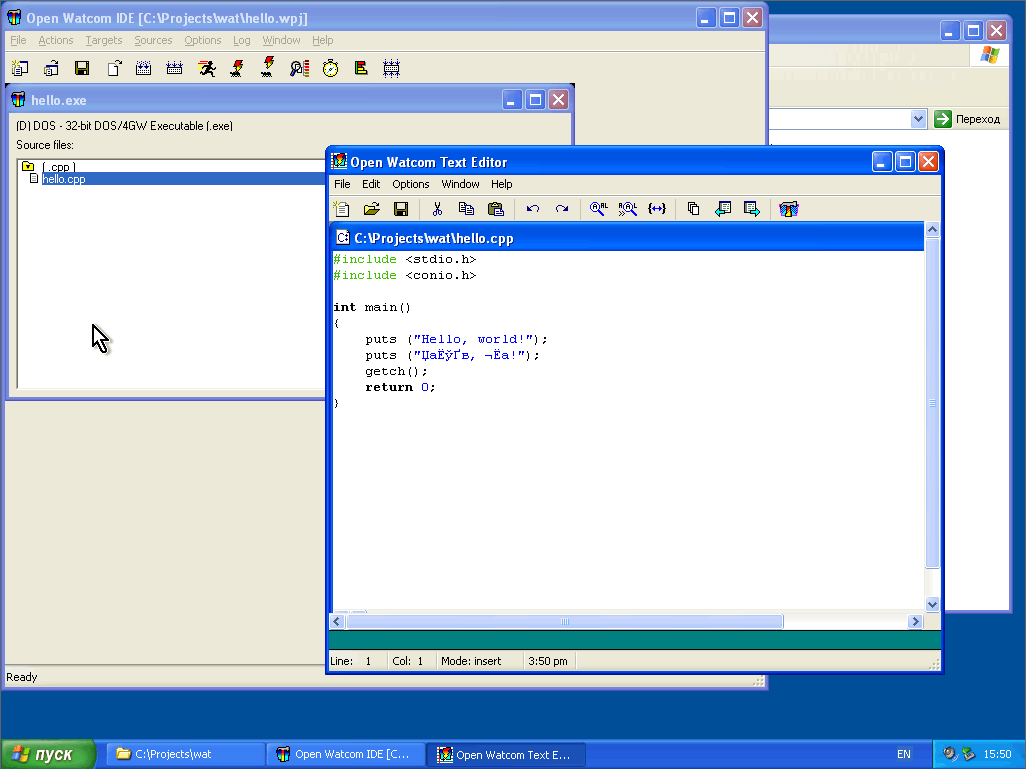 Open Watcom IDE [C:\Projects\wat\hello.wpj]
File Actions Targets Sources Options Log Window Help
hello.exe
(D) DOS - 32-bit DOS/4GW Executable (.exe)
Source files:
( .cpp )
hello.cpp
Переход
Open Watcom Text Editor
File Edit Options Window Help
C:\Projects\wat\hello.cpp
#include <stdio.h>
#include <conio.h>
int main()
{
puts ("Hello, world!");
puts ("ЏаЁўҐв, ¬Ёа!");
getch();
return 0;
}
Line: 1 Col: 1 Mode: insert 3:50 pm
Ready
пуск C:\Projects\wat Open Watcom IDE [C... Open Watcom Text E... EN 15:50